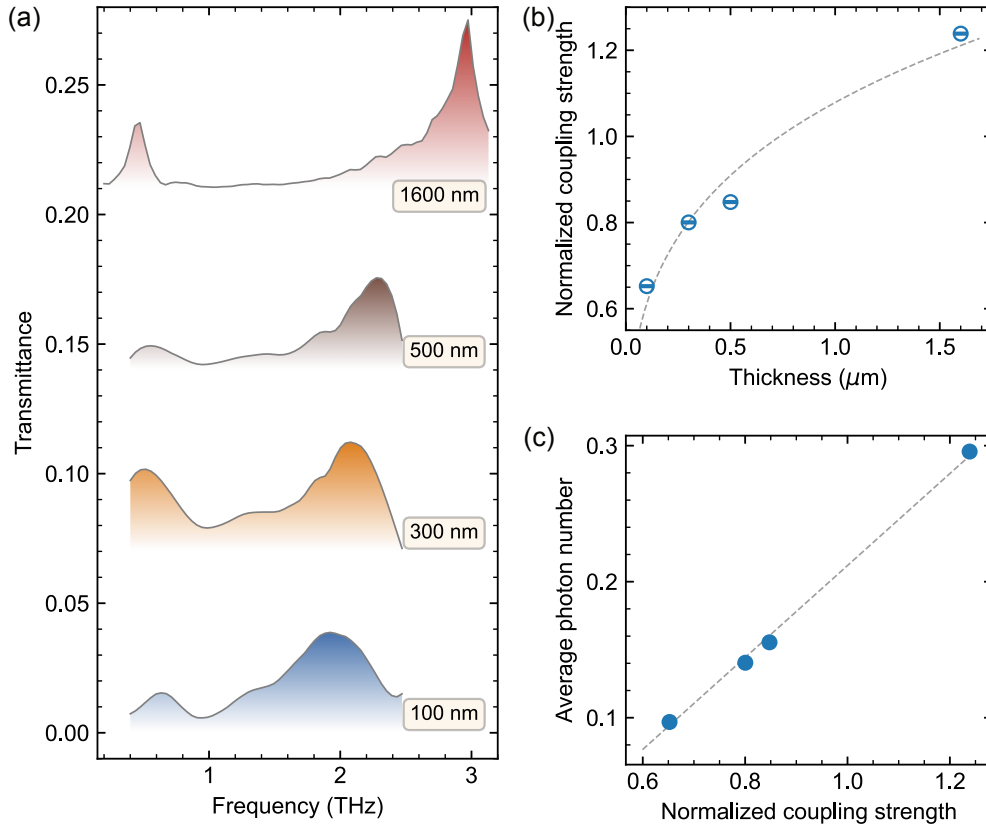 (a)
Transmittance
0.25
0.20
0.15
0.10
0.05
0.00
1600 nm
500 nm
300 nm
100 nm
1
2
3
Frequency (THz)
(b)
Normalized coupling strength
1.2
1.0
0.8
0.6
0.0
0.5
1.0
1.5
Thickness (μm)
(c)
Average photon number
0.3
0.2
0.1
0.6
0.8
1.0
1.2
Normalized coupling strength